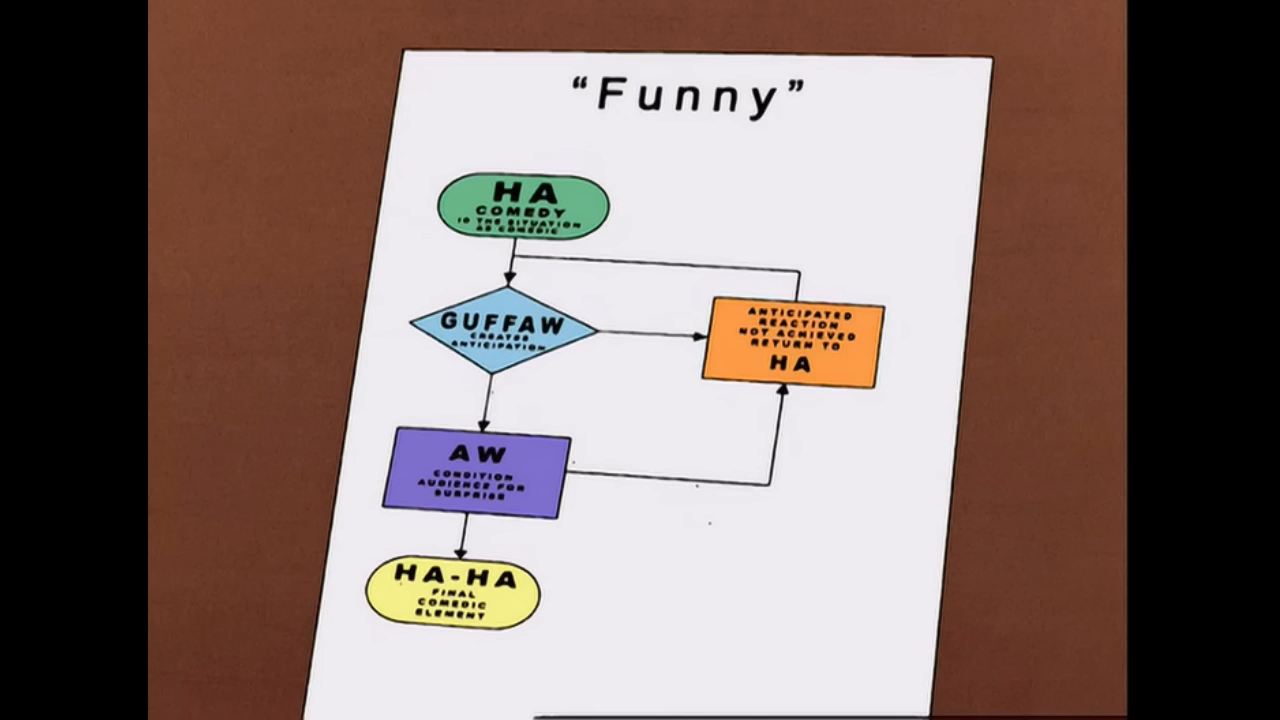 “Funny”
HA
COMEDY
THE SITUATION
AS COMEDIC
GUFFAW
CREATES
ANTICIPATION
ANTICIPATED
REACTION
NOT ACHIEVED
RETURN TO
HA
AW
CONDITION
AUDIENCE FOR
SURPRISE
HA-HA
FINAL
COMEDIC
ELEMENT